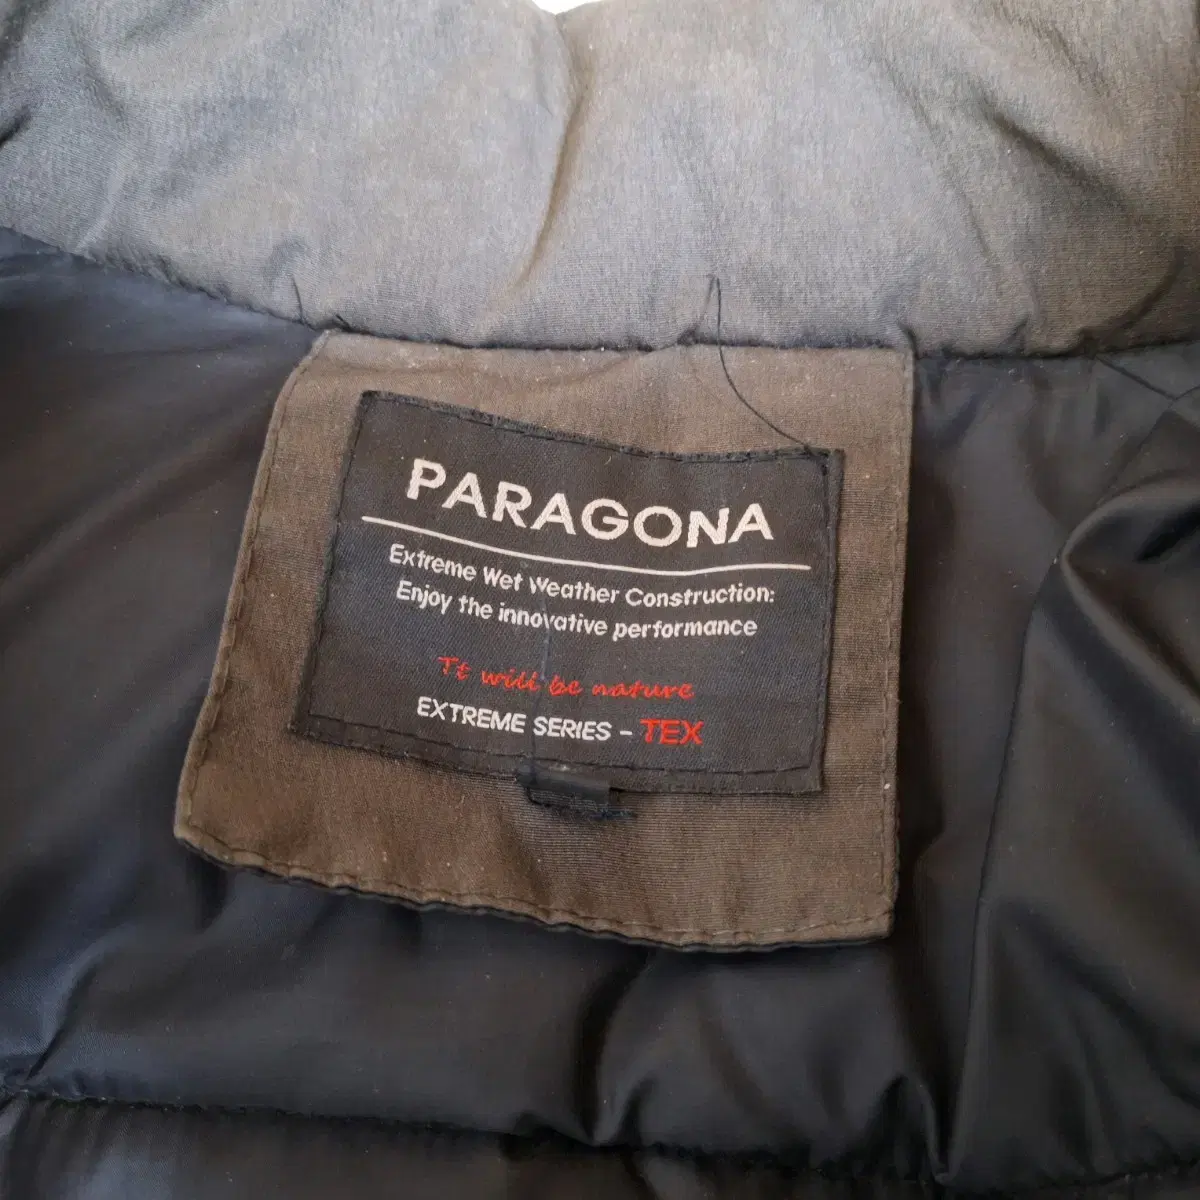 PARAGONA
Extreme Wet Weather Construction:
Enjoy the innovative performance
Tt will be nature
EXTREME SERIES - TEX